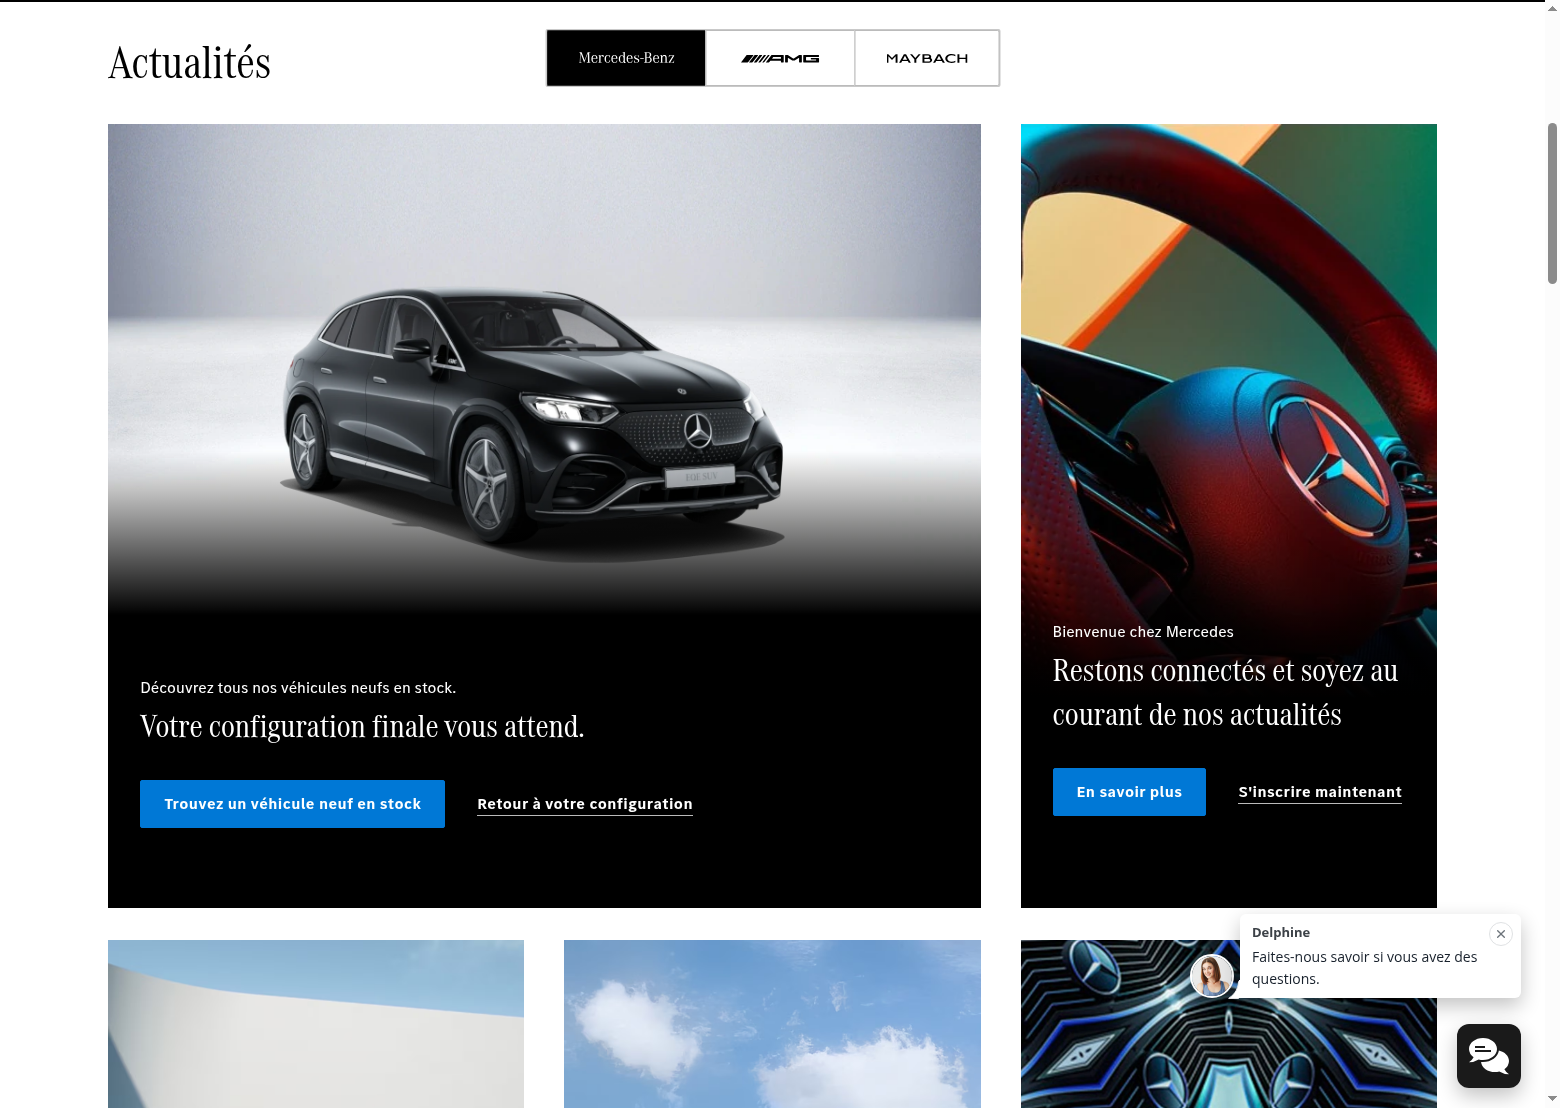 Actualités
Mercedes-Benz
AMG
MAYBACH
EQE SUV
Découvrez tous nos véhicules neufs en stock.
Votre configuration finale vous attend.
Trouvez un véhicule neuf en stock
Retour à votre configuration
Bienvenue chez Mercedes
Restons connectés et soyez au
courant de nos actualités
En savoir plus
S'inscrire maintenant
Delphine
Faites-nous savoir si vous avez des
questions.